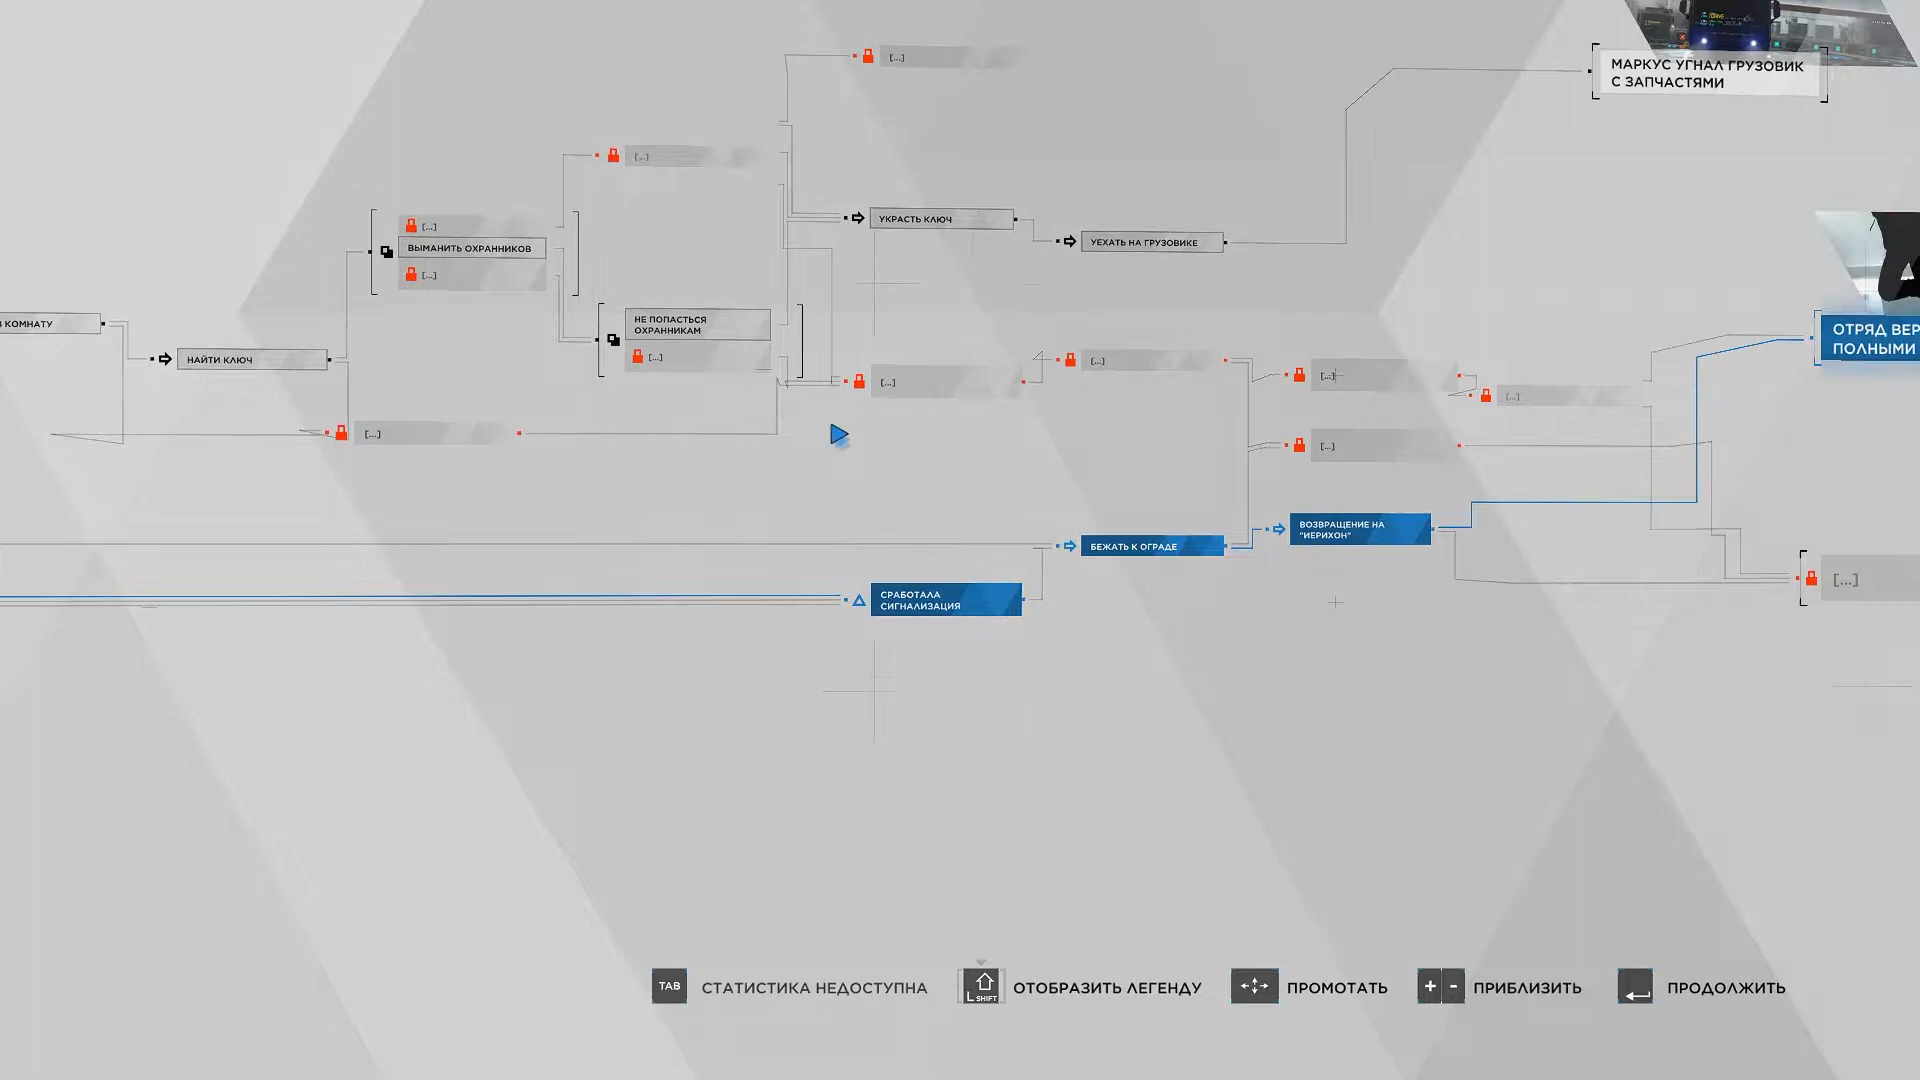 [...]
МАРКУС УГНАЛ ГРУЗОВИК
С ЗАПЧАСТЯМИ
[...]
[...]
ВЫМАНИТЬ ОХРАННИКОВ
[...]
УКРАСТЬ КЛЮЧ
УЕХАТЬ НА ГРУЗОВИКЕ
В КОМНАТУ
НАЙТИ КЛЮЧ
НЕ ПОПАСТЬСЯ
ОХРАННИКАМ
[...]
ОТРЯД ВЕР
ПОЛНЫМИ
[...]
[...]
[...]
[...]
[...]
[...]
ВОЗВРАЩЕНИЕ НА
"ИЕРИХОН"
БЕЖАТЬ К ОГРАДЕ
СРАБОТАЛА
СИГНАЛИЗАЦИЯ
[...]
TAB СТАТИСТИКА НЕДОСТУПНА L SHIFT ОТОБРАЗИТЬ ЛЕГЕНДУ ПРОМОТАТЬ + - ПРИБЛИЗИТЬ ПРОДОЛЖИТЬ